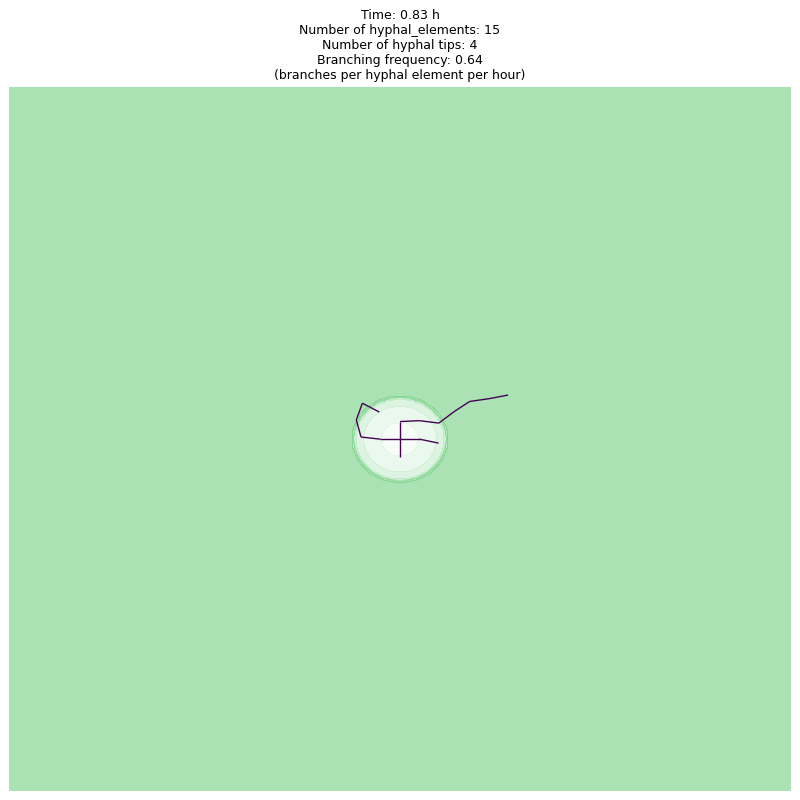 Time: 0.83 h
Number of hyphal_elements: 15
Number of hyphal tips: 4
Branching frequency: 0.64
(branches per hyphal element per hour)